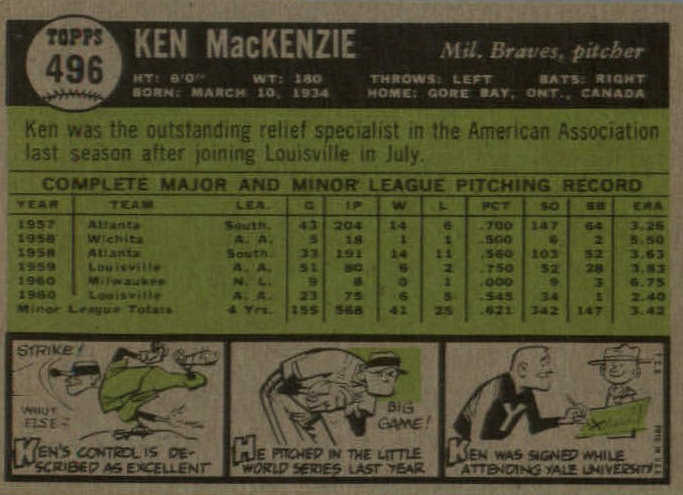 TOPPS
496
KEN MacKENZIE
Mil. Braves, pitcher
HT: 6'0" WT: 180 THROWS: LEFT BATS: RIGHT
BORN: MARCH 10, 1934 HOME: GORE BAY, ONT., CANADA
Ken was the outstanding relief specialist in the American Association
last season after joining Louisville in July.
COMPLETE MAJOR AND MINOR LEAGUE PITCHING RECORD
YEAR TEAM LEA. G IP W L PCT SO BB ERA
1957 Atlanta South. 43 204 14 6 .700 147 64 3.26
1958 Wichita A. A. 5 18 1 1 .500 6 2 5.50
1958 Atlanta South. 33 191 14 11 .560 103 52 3.63
1959 Louisville A. A. 51 80 6 2 .750 52 28 3.83
1960 Milwaukee N. L. 9 8 0 1 .000 9 3 6.75
1960 Louisville A. A. 23 75 6 5 .545 34 1 2.40
Minor League Totals 4 Yrs. 155 568 41 25 .621 342 147 3.42
STRIKE!
WHUT
ELSE-
KEN'S CONTROL IS DE-
SCRIBED AS EXCELLENT
BIG
GAME!
HE PITCHED IN THE LITTLE
WORLD SERIES LAST YEAR
Y
KEN WAS SIGNED WHILE
ATTENDING YALE UNIVERSITY